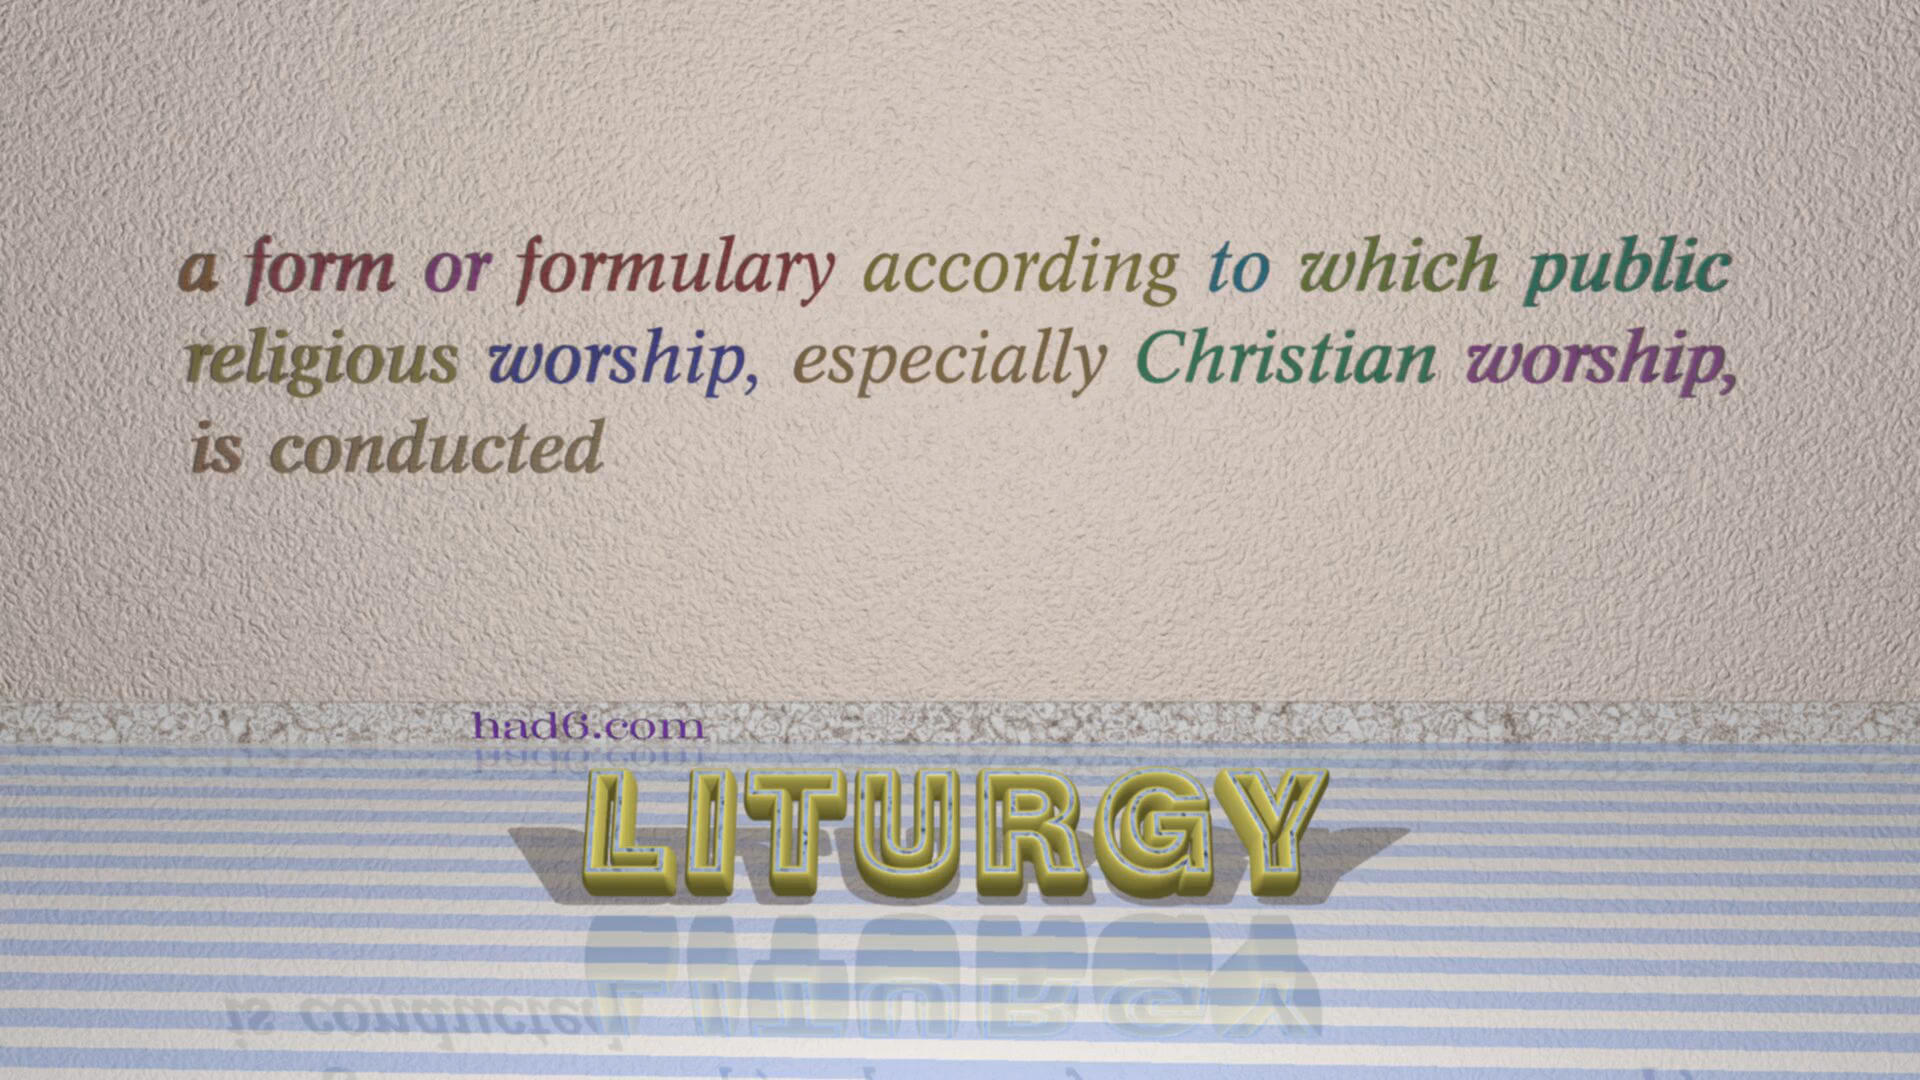 a form or formulary according to which public
religious worship, especially Christian worship,
is conducted
had6.com
LITURGY